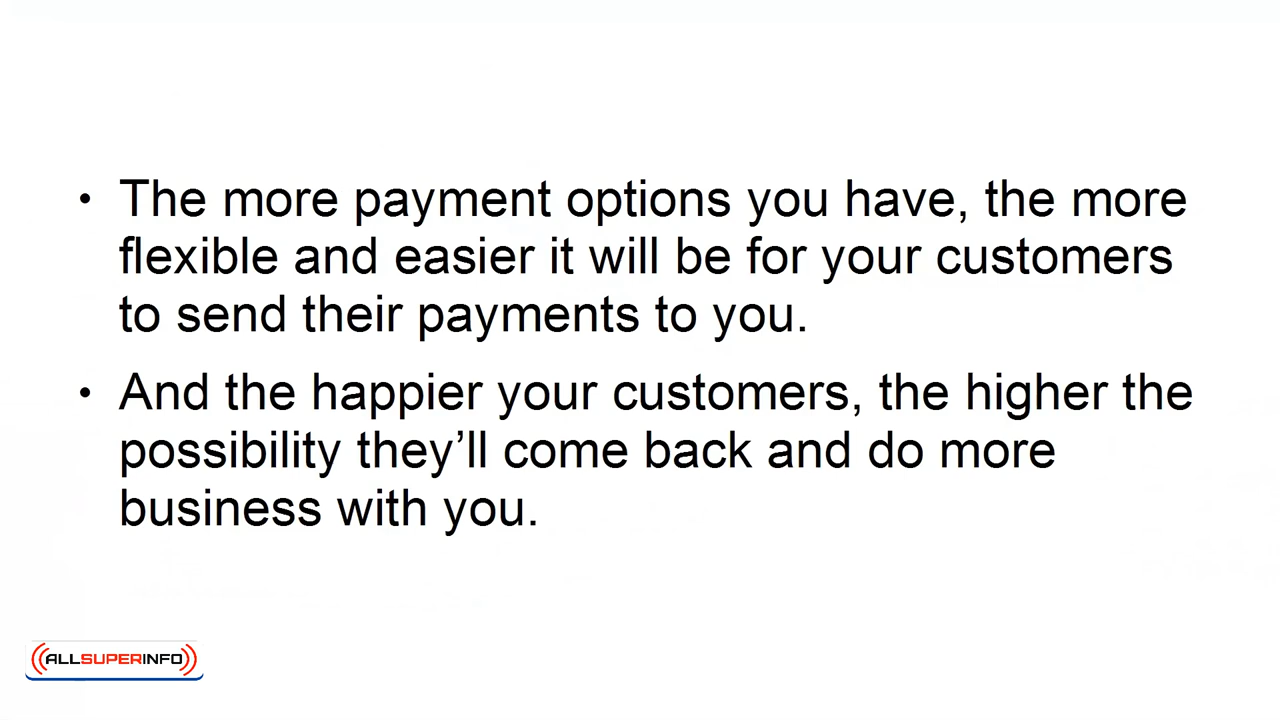 • The more payment options you have, the more
flexible and easier it will be for your customers
to send their payments to you.
• And the happier your customers, the higher the
possibility they’ll come back and do more
business with you.
ALLSUPERINFO